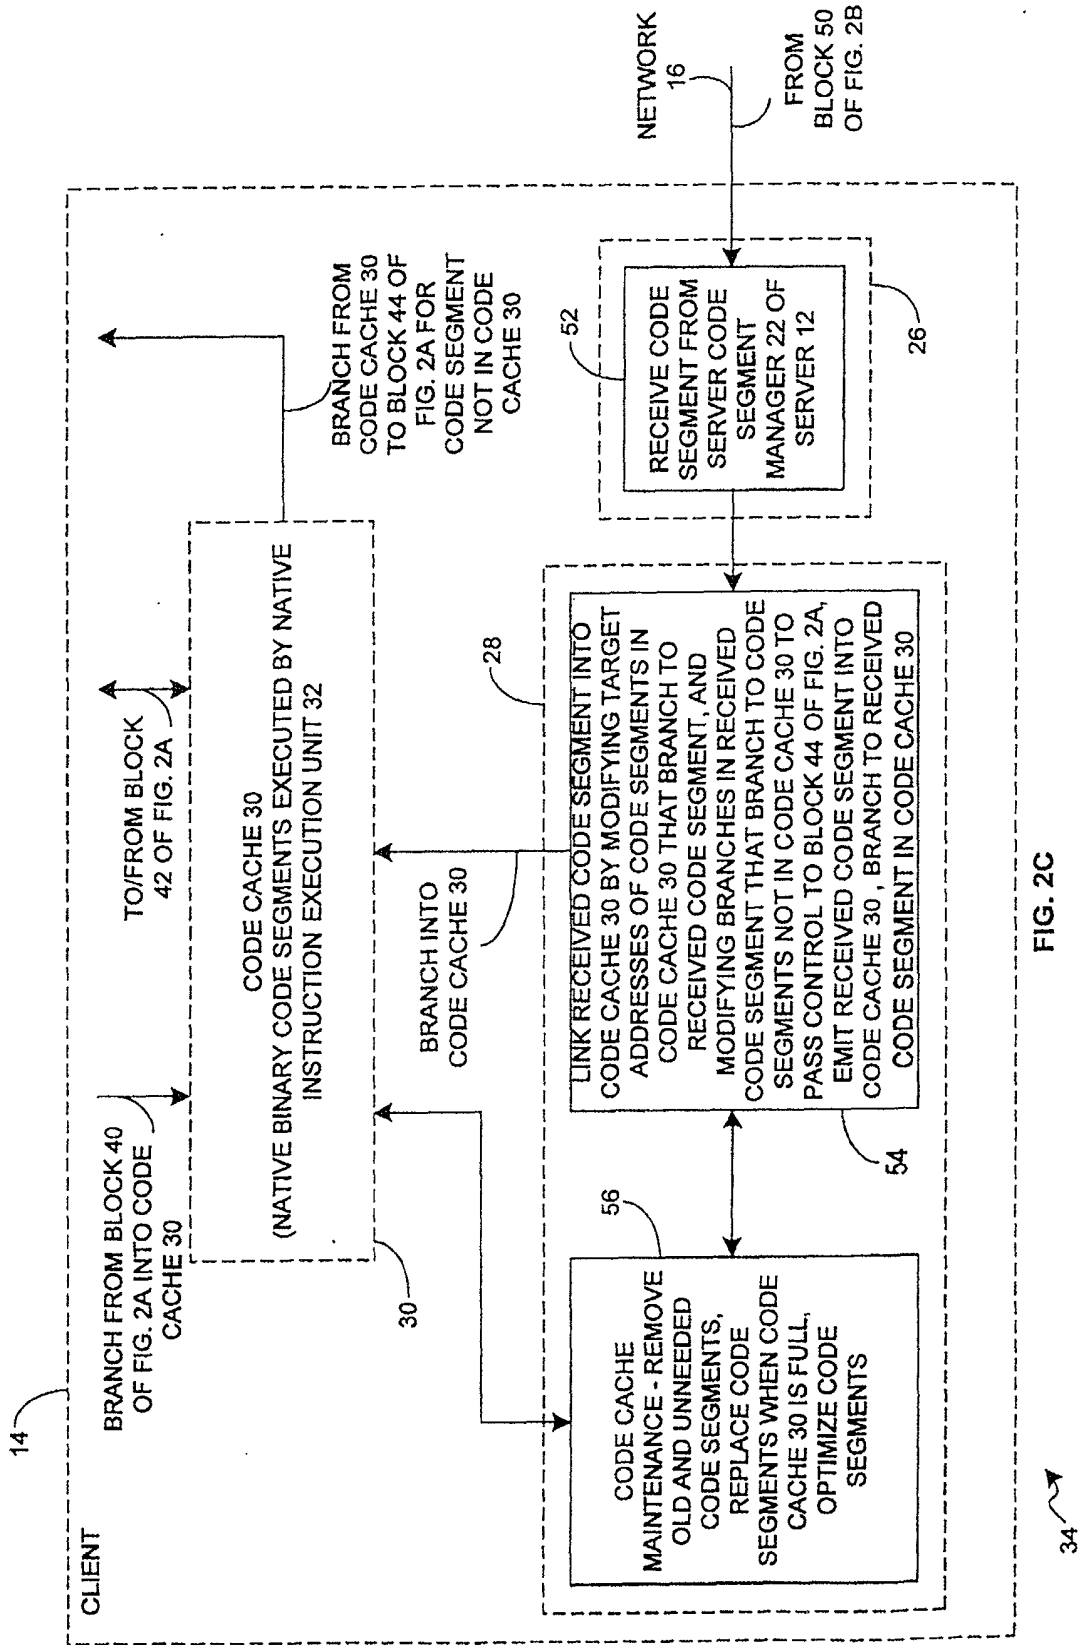 14
CLIENT
BRANCH FROM BLOCK 40
OF FIG. 2A INTO CODE
CACHE 30
TO/FROM BLOCK
42 OF FIG. 2A
CODE CACHE 30
(NATIVE BINARY CODE SEGMENTS EXECUTED BY NATIVE
INSTRUCTION EXECUTION UNIT 32
30
BRANCH FROM
CODE CACHE 30
TO BLOCK 44 OF
FIG. 2A FOR
CODE SEGMENT
NOT IN CODE
CACHE 30
BRANCH INTO
CODE CACHE 30
28
56
CODE CACHE
MAINTENANCE - REMOVE
OLD AND UNNEEDED
CODE SEGMENTS,
REPLACE CODE
SEGMENTS WHEN CODE
CACHE 30 IS FULL,
OPTIMIZE CODE
SEGMENTS
LINK RECEIVED CODE SEGMENT INTO
CODE CACHE 30 BY MODIFYING TARGET
ADDRESSES OF CODE SEGMENTS IN
CODE CACHE 30 THAT BRANCH TO
RECEIVED CODE SEGMENT, AND
MODIFYING BRANCHES IN RECEIVED
CODE SEGMENT THAT BRANCH TO CODE
SEGMENTS NOT IN CODE CACHE 30 TO
PASS CONTROL TO BLOCK 44 OF FIG. 2A,
EMIT RECEIVED CODE SEGMENT INTO
CODE CACHE 30 , BRANCH TO RECEIVED
CODE SEGMENT IN CODE CACHE 30
54
52
RECEIVE CODE
SEGMENT FROM
SERVER CODE
SEGMENT
MANAGER 22 OF
SERVER 12
26
NETWORK
16
FROM
BLOCK 50
OF FIG. 2B
34
FIG. 2C